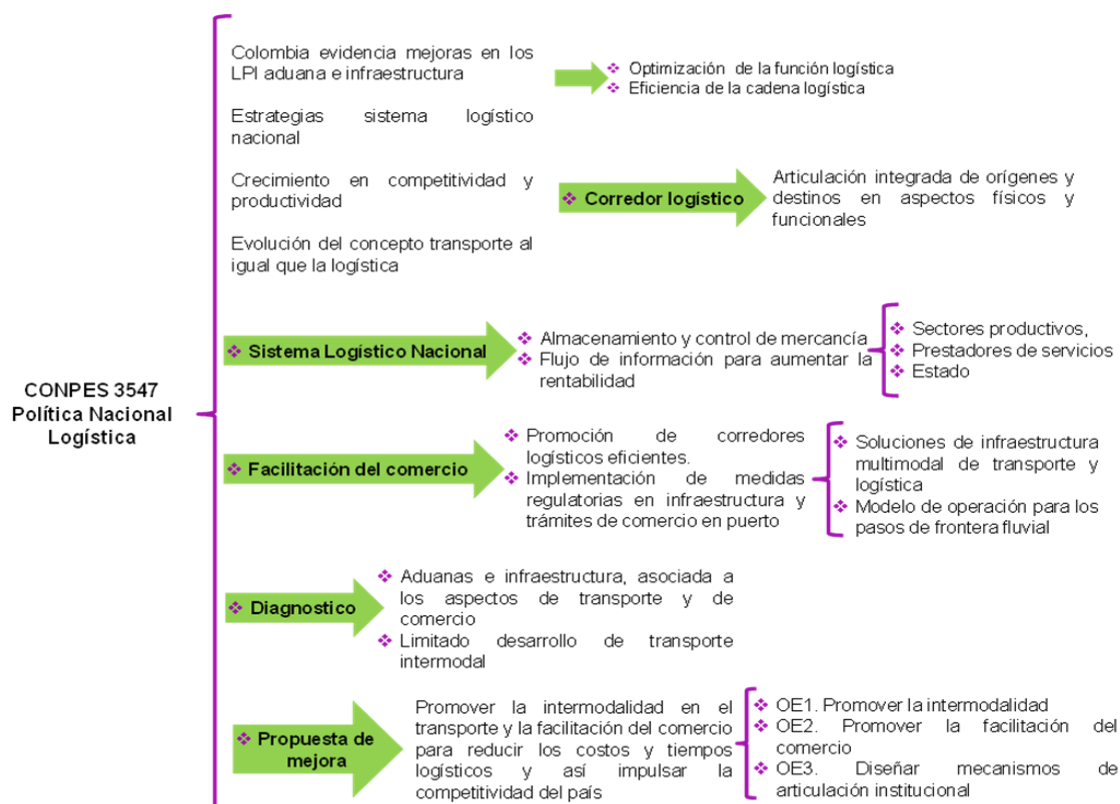 Colombia evidencia mejoras en los
LPI aduana e infraestructura
❖ Optimización de la función logística
❖ Eficiencia de la cadena logística
Estrategias sistema logístico
nacional
Crecimiento en competitividad y
productividad
❖ Corredor logístico
Articulación integrada de orígenes y
destinos en aspectos físicos y
funcionales
Evolución del concepto transporte al
igual que la logística
CONPES 3547
Política Nacional
Logística
❖ Sistema Logístico Nacional
❖ Almacenamiento y control de mercancía
❖ Flujo de información para aumentar la
rentabilidad
❖ Sectores productivos,
❖ Prestadores de servicios
❖ Estado
❖ Facilitación del comercio
❖ Promoción de corredores
logísticos eficientes.
❖ Implementación de medidas
regulatorias en infraestructura y
trámites de comercio en puerto
❖ Soluciones de infraestructura
multimodal de transporte y
logística
❖ Modelo de operación para los
pasos de frontera fluvial
❖ Diagnostico
❖ Aduanas e infraestructura, asociada a
los aspectos de transporte y de
comercio
❖ Limitado desarrollo de transporte
intermodal
❖ Propuesta de
mejora
Promover la intermodalidad en el
transporte y la facilitación del comercio
para reducir los costos y tiempos
logísticos y así impulsar la
competitividad del país
❖ OE1. Promover la intermodalidad
❖ OE2. Promover la facilitación del
comercio
❖ OE3. Diseñar mecanismos de
articulación institucional